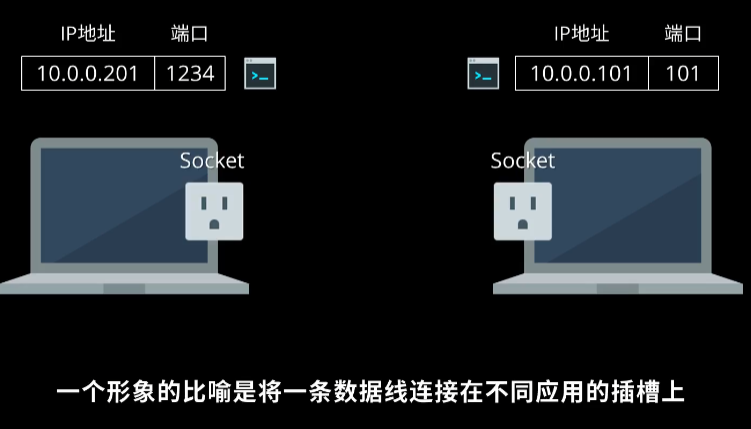 IP地址 端口 IP地址 端口
10.0.0.201 1234 >_ >_ 10.0.0.101 101
Socket Socket
一个形象的比喻是将一条数据线连接在不同应用的插槽上